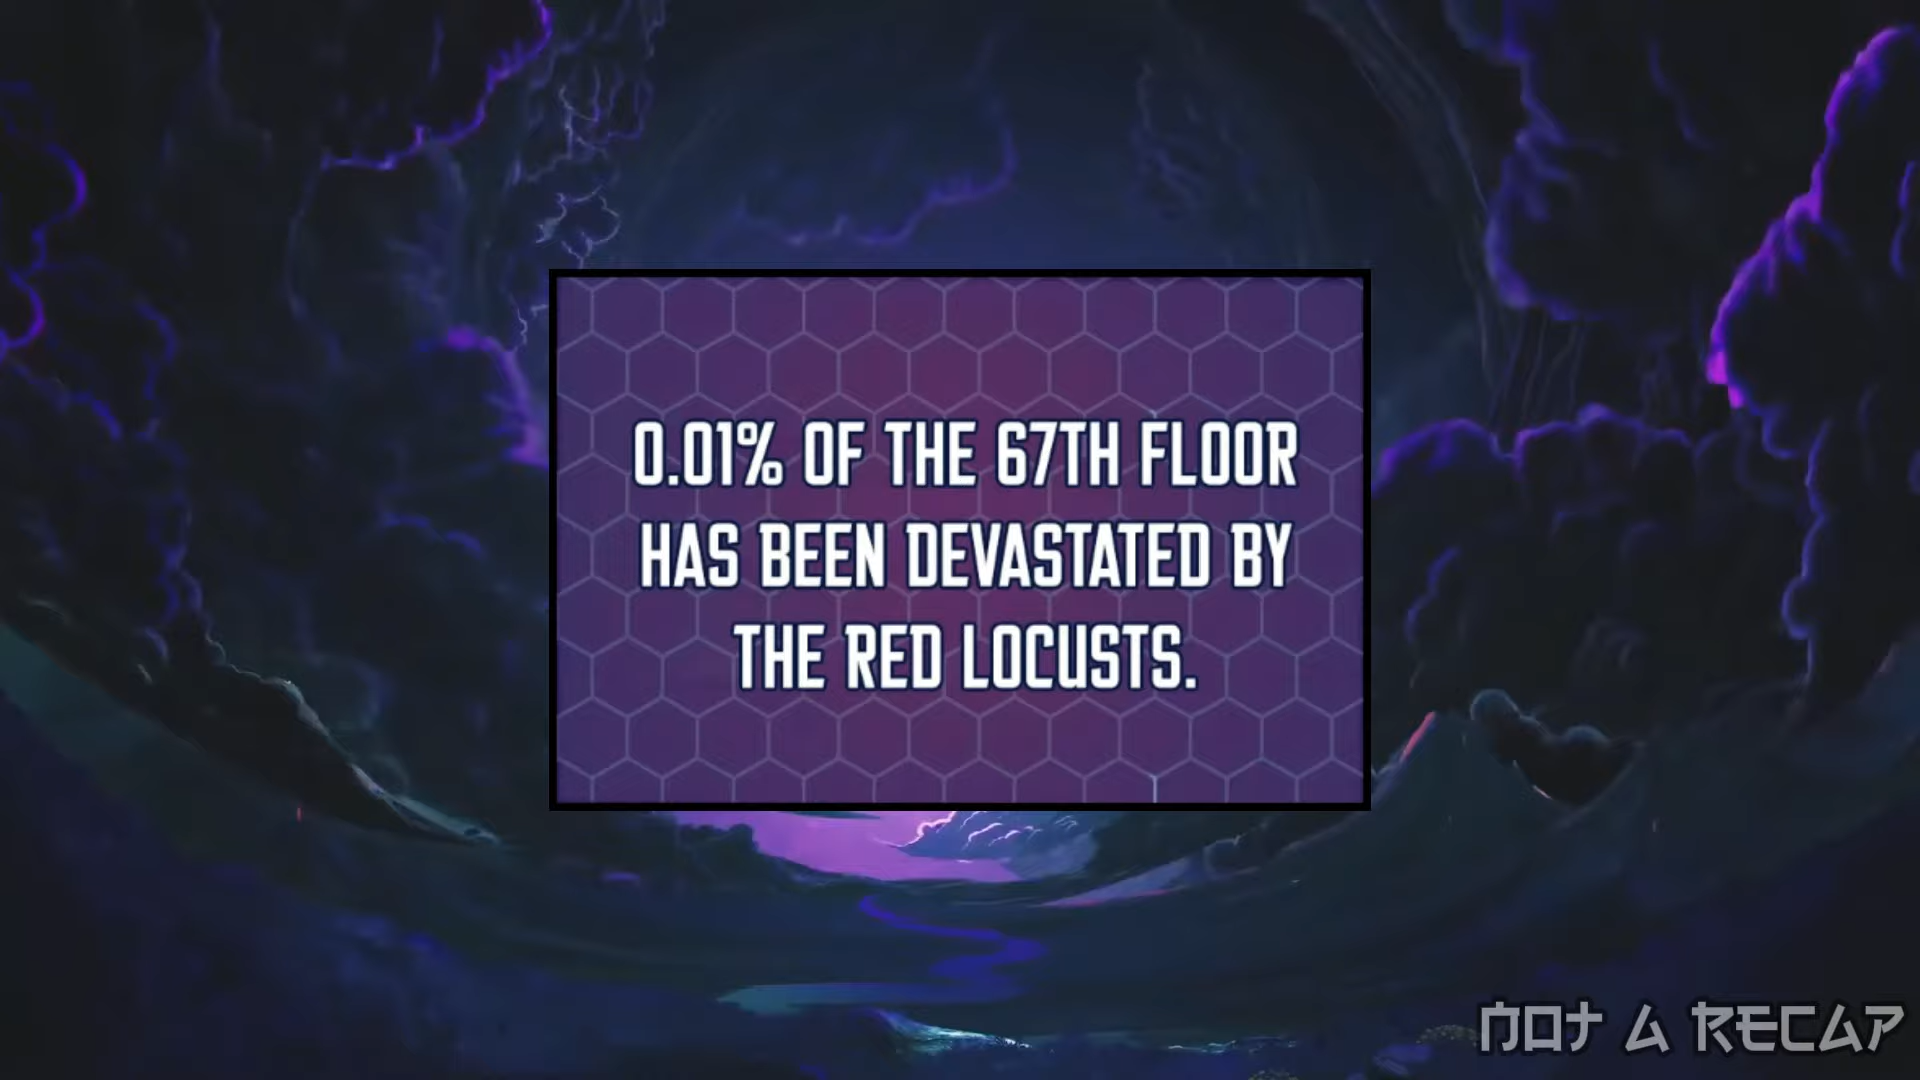 0.01% OF THE 67TH FLOOR
HAS BEEN DEVASTATED BY
THE RED LOCUSTS.
NOT A RECAP